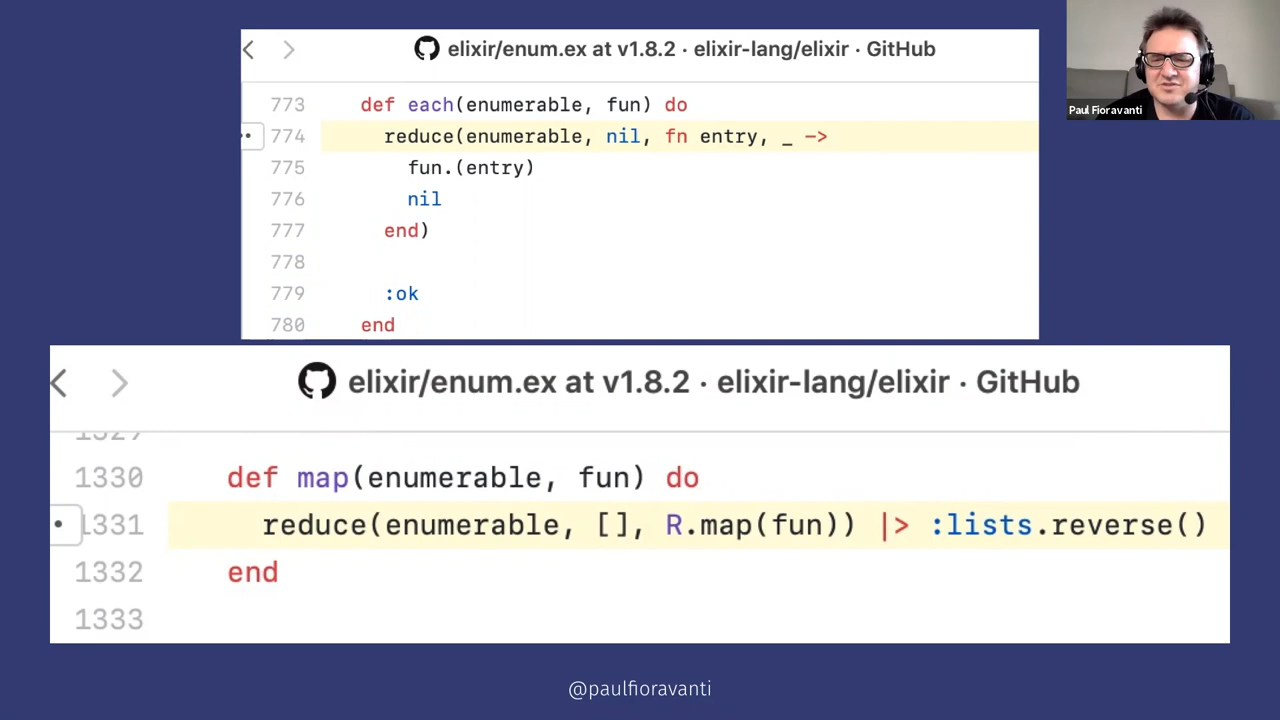 elixir/enum.ex at v1.8.2 · elixir-lang/elixir · GitHub
773 def each(enumerable, fun) do
774 reduce(enumerable, nil, fn entry, _ ->
775 fun.(entry)
776 nil
777 end)
778
779 :ok
780 end
Paul Fioravanti
elixir/enum.ex at v1.8.2 · elixir-lang/elixir · GitHub
1329
1330 def map(enumerable, fun) do
1331 reduce(enumerable, [], R.map(fun)) |> :lists.reverse()
1332 end
1333
@paulfioravanti